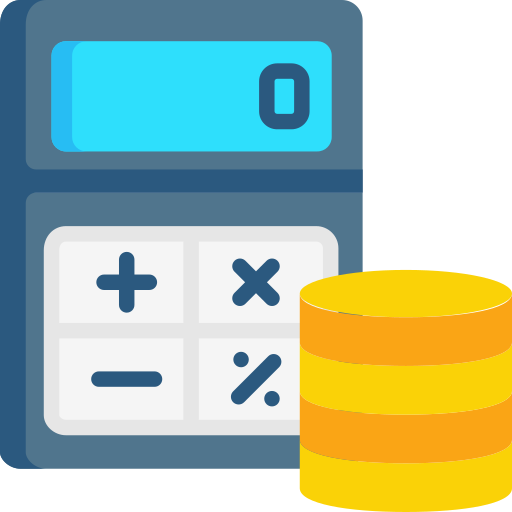 0
+ ×
− %